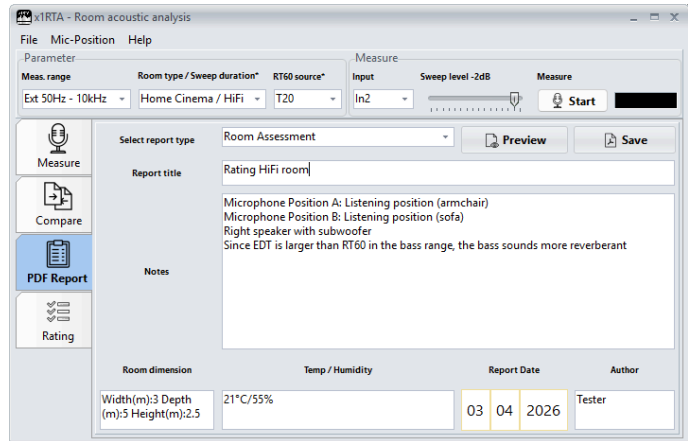 x1RTA - Room acoustic analysis
File Mic-Position Help
Parameter
Measure
Meas. range
Room type / Sweep duration*
RT60 source*
Input
Sweep level -2dB
Measure
Ext 50Hz - 10kHz
Home Cinema / HiFi
T20
In2
Start
Measure
Compare
PDF Report
Rating
Select report type
Room Assessment
Preview
Save
Report title
Rating HiFi room
Notes
Microphone Position A: Listening position (armchair)
Microphone Position B: Listening position (sofa)
Right speaker with subwoofer
Since EDT is larger than RT60 in the bass range, the bass sounds more reverberant
Room dimension
Temp / Humidity
Report Date
Author
Width(m):3 Depth
(m):5 Height(m):2.5
21°C/55%
03 04 2026
Tester